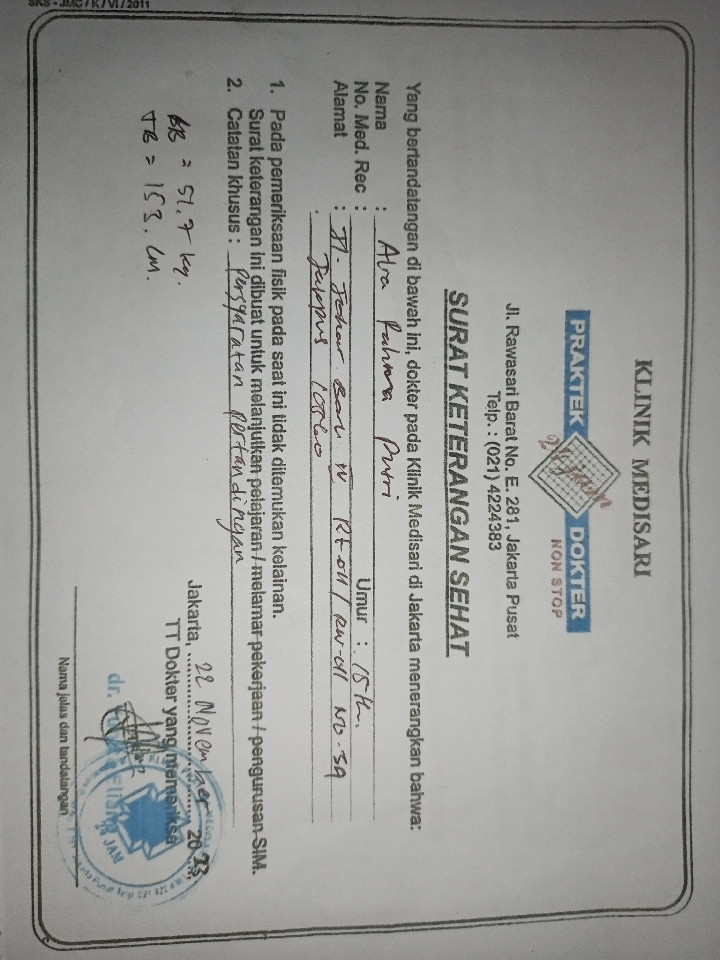 SKS - JMC / K / VI / 2011
KLINIK MEDISARI
PRAKTEK DOKTER
NON STOP
Jl. Rawasari Barat No. E. 281, Jakarta Pusat
Telp. : (021) 4224383
SURAT KETERANGAN SEHAT
Yang bertandatangan di bawah ini, dokter pada Klinik Medisari di Jakarta menerangkan bahwa:
Nama : Alva Rahma Putri Umur : 15 th.
No. Med. Rec :
Alamat : Jl. Johar Baru IV Rt 011/ RW 011 No. 39
Jakpus 10560
1. Pada pemeriksaan fisik pada saat ini tidak ditemukan kelainan.
Surat keterangan ini dibuat untuk melanjutkan pelajaran / melamar pekerjaan / pengurusan SIM.
2. Catatan khusus : Persyaratan pertandingan
BB = 51.7 kg.
TB = 153. cm.
Jakarta, 22 November 2023,
TT Dokter yang memeriksa
dr.
Nama jelas dan tandatangan